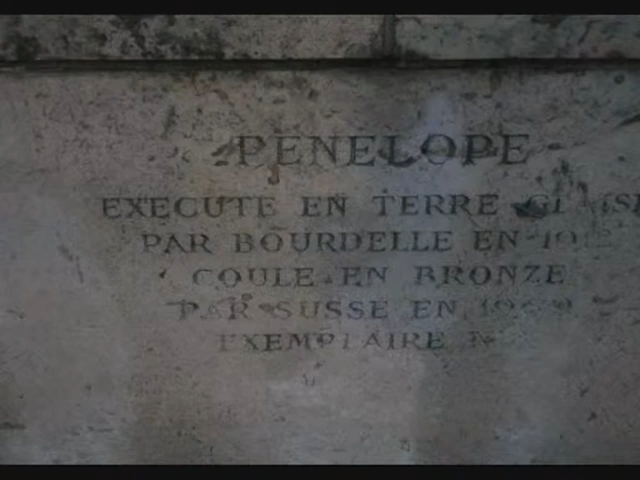 PENELOPE
EXECUTE EN TERRE
PAR BOURDELLE EN
COULE EN BRONZE
PAR SUSSE EN
EXEMPLAIRE